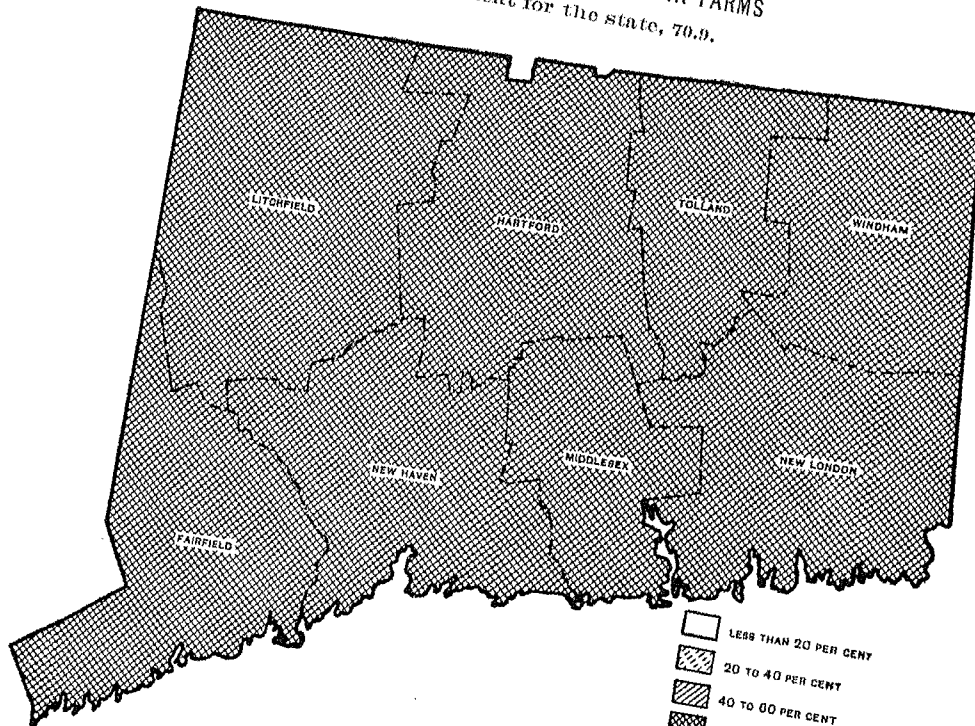 FARMS
for the state, 70.9.
LITCHFIELD
HARTFORD
TOLLAND
WINDHAM
NEW HAVEN
MIDDLESEX
NEW LONDON
FAIRFIELD
LESS THAN 20 PER CENT
20 TO 40 PER CENT
40 TO 60 PER CENT